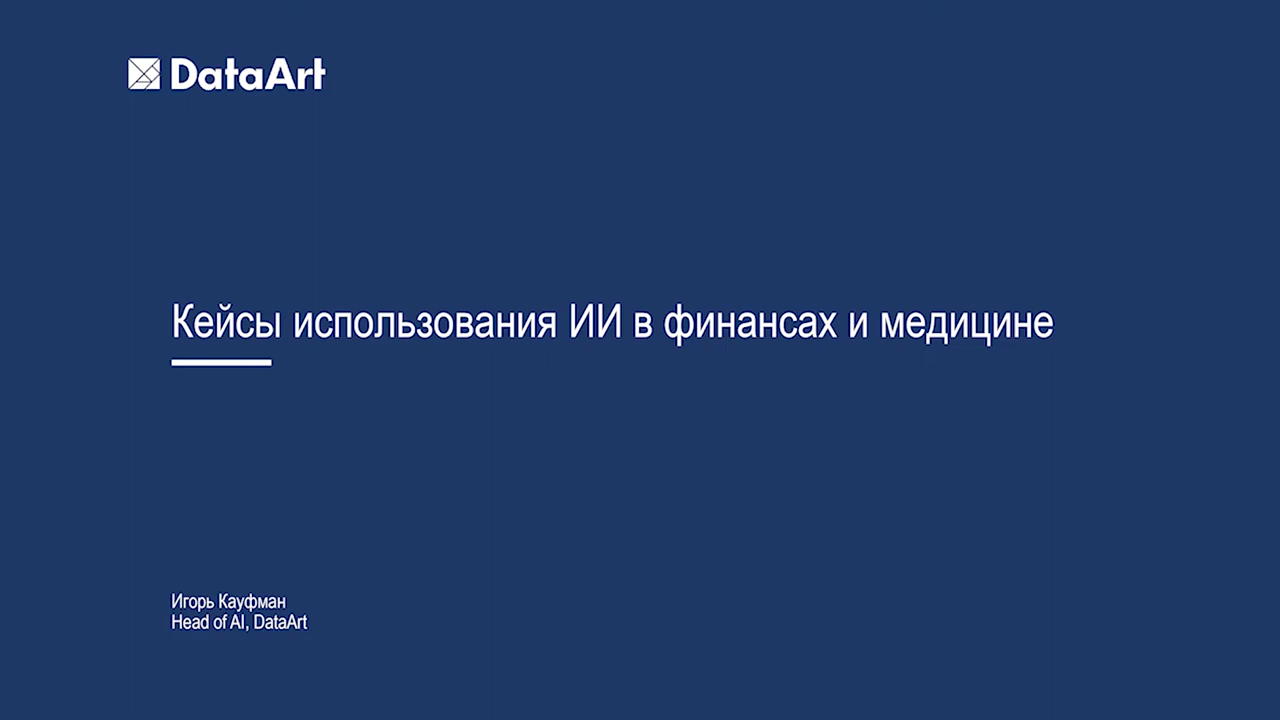 DataArt
Кейсы использования ИИ в финансах и медицине
Игорь Кауфман
Head of AI, DataArt